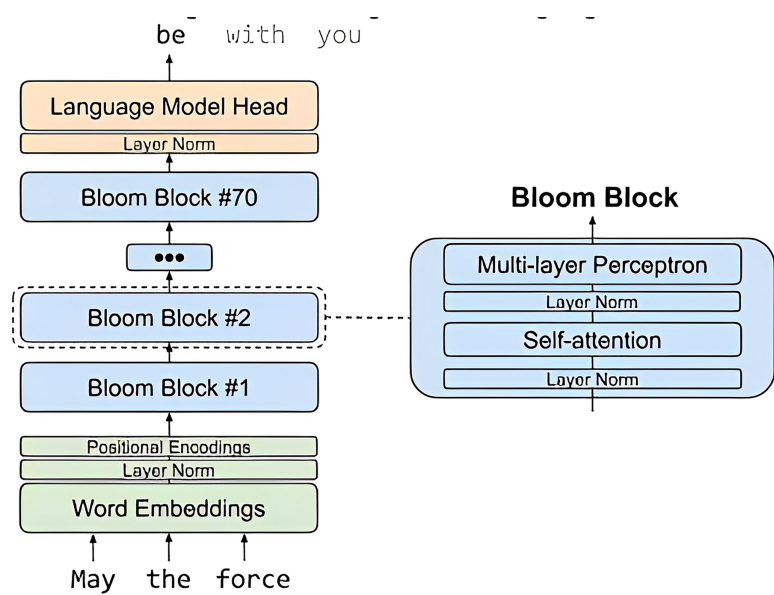 be with you
Language Model Head
Layer Norm
Bloom Block #70
•••
Bloom Block #2
Bloom Block #1
Positional Encodings
Layer Norm
Word Embeddings
May the force
Bloom Block
Multi-layer Perceptron
Layer Norm
Self-attention
Layer Norm